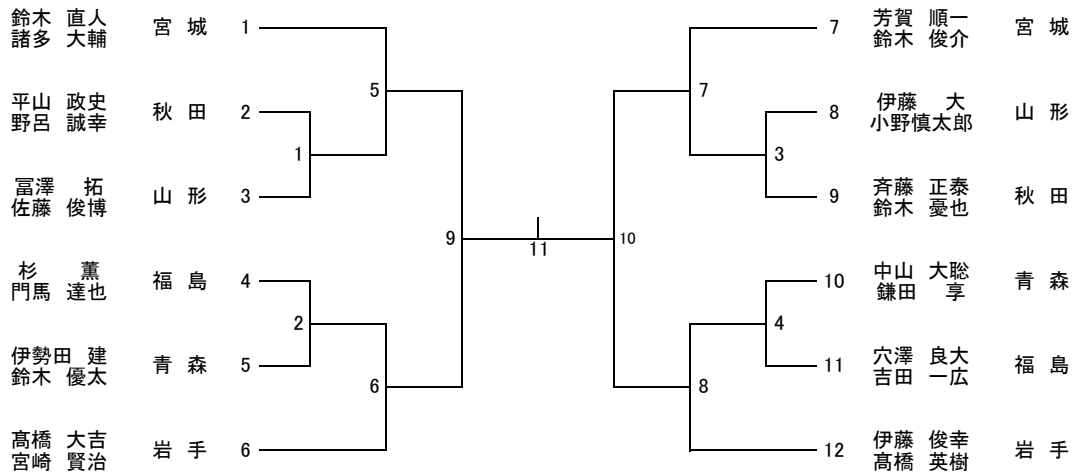 鈴木 直人
諸多 大輔
宮 城 1
平山 政史
野呂 誠幸
秋 田 2
冨澤 拓
佐藤 俊博
山 形 3
杉 薫
門馬 達也
福 島 4
伊勢田 建
鈴木 優太
青 森 5
髙橋 大吉
宮崎 賢治
岩 手 6
5
1
9
2
6
11
7
3
10
4
8
7 芳賀 順一
鈴木 俊介
宮 城
8 伊藤 大
小野慎太郎
山 形
9 斉藤 正泰
鈴木 憂也
秋 田
10 中山 大聡
鎌田 享
青 森
11 穴澤 良大
吉田 一広
福 島
12 伊藤 俊幸
髙橋 英樹
岩 手